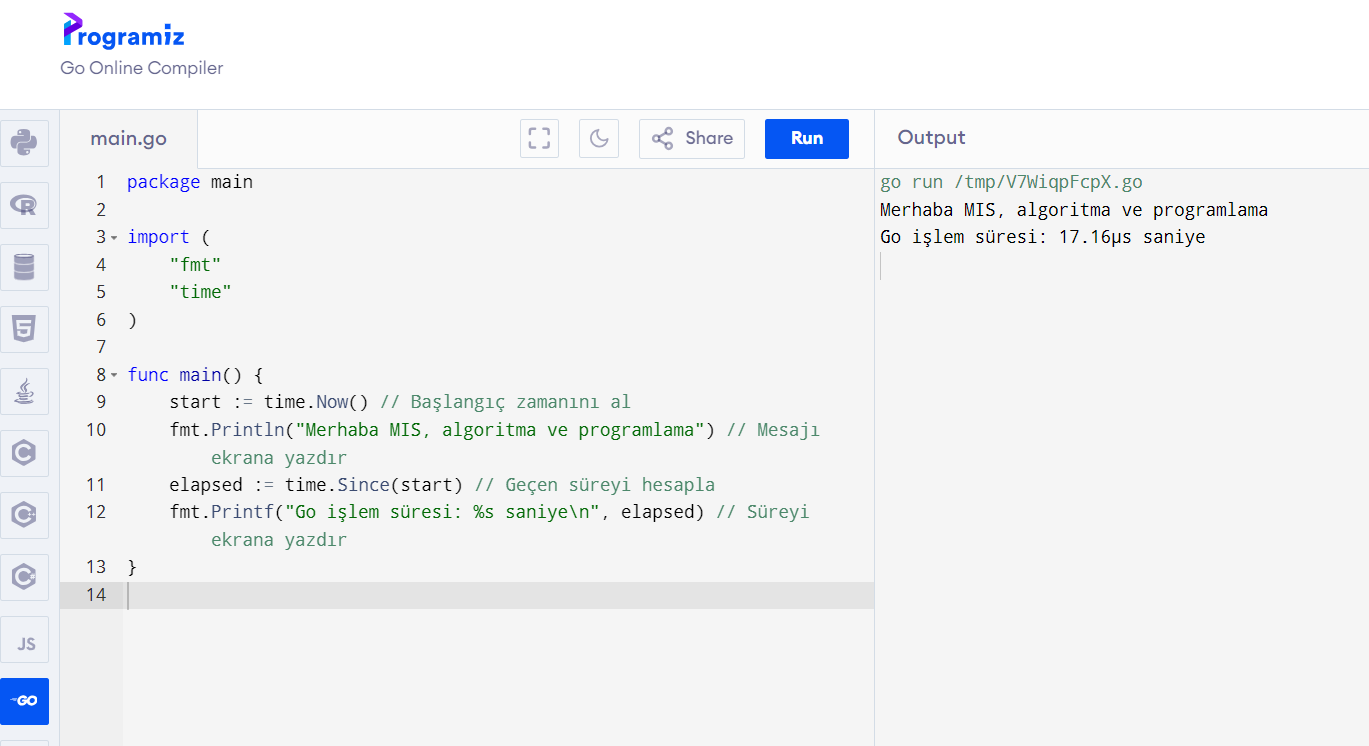 Programiz
Go Online Compiler
main.go
Share
Run
Output
1 package main
2
3 import (
4 "fmt"
5 "time"
6 )
7
8 func main() {
9 start := time.Now() // Başlangıç zamanını al
10 fmt.Println("Merhaba MIS, algoritma ve programlama") // Mesajı
ekrana yazdır
11 elapsed := time.Since(start) // Geçen süreyi hesapla
12 fmt.Printf("Go işlem süresi: %s saniye\n", elapsed) // Süreyi
ekrana yazdır
13 }
14
go run /tmp/V7WiqpFcpX.go
Merhaba MIS, algoritma ve programlama
Go işlem süresi: 17.16µs saniye
R
5
C
C
C#
JS
GO